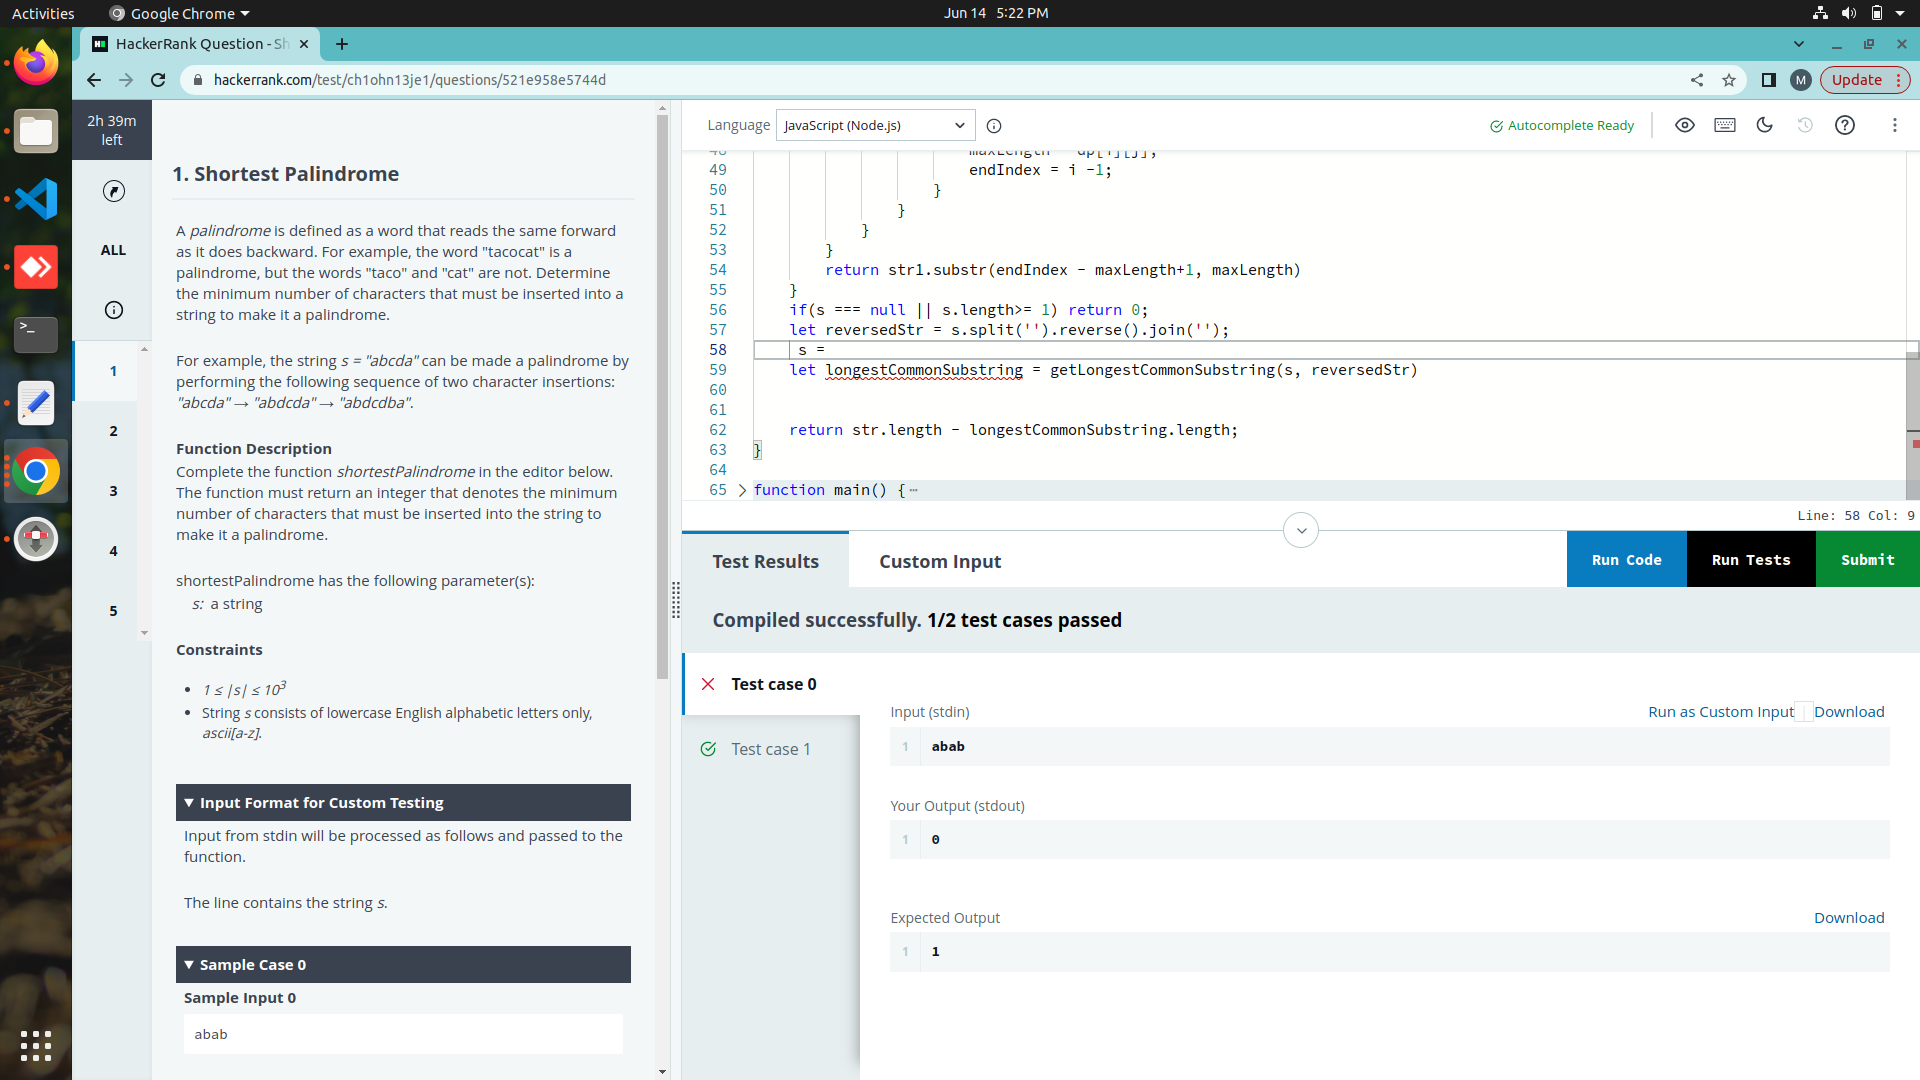 Activities
Google Chrome
Jun 14 5:22 PM
HackerRank Question - Sh
hackerrank.com/test/ch1ohn13je1/questions/521e958e5744d
M
Update
2h 39m
left
ALL
1
2
3
4
5
1. Shortest Palindrome
A palindrome is defined as a word that reads the same forward
as it does backward. For example, the word "tacocat" is a
palindrome, but the words "taco" and "cat" are not. Determine
the minimum number of characters that must be inserted into a
string to make it a palindrome.
For example, the string s = "abcda" can be made a palindrome by
performing the following sequence of two character insertions:
"abcda" → "abdcda" → "abdcdba".
Function Description
Complete the function shortestPalindrome in the editor below.
The function must return an integer that denotes the minimum
number of characters that must be inserted into the string to
make it a palindrome.
shortestPalindrome has the following parameter(s):
s: a string
Constraints
• 1 ≤ |s| ≤ 10³
• String s consists of lowercase English alphabetic letters only,
ascii[a-z].
▼ Input Format for Custom Testing
Input from stdin will be processed as follows and passed to the
function.
The line contains the string s.
▼ Sample Case 0
Sample Input 0
abab
Language
JavaScript (Node.js)
Autocomplete Ready
48 maxLength = dp[i][j];
49 endIndex = i -1;
50 }
51 }
52 }
53 }
54 return str1.substr(endIndex - maxLength+1, maxLength)
55 }
56 if(s === null || s.length>= 1) return 0;
57 let reversedStr = s.split('').reverse().join('');
58 s =
59 let longestCommonSubstring = getLongestCommonSubstring(s, reversedStr)
60
61
62 return str.length - longestCommonSubstring.length;
63 }
64
65 function main() { ⋯
Line: 58 Col: 9
Test Results
Custom Input
Run Code
Run Tests
Submit
Compiled successfully. 1/2 test cases passed
Test case 0
Test case 1
Input (stdin)
Run as Custom Input
Download
1 abab
Your Output (stdout)
1 0
Expected Output
Download
1 1